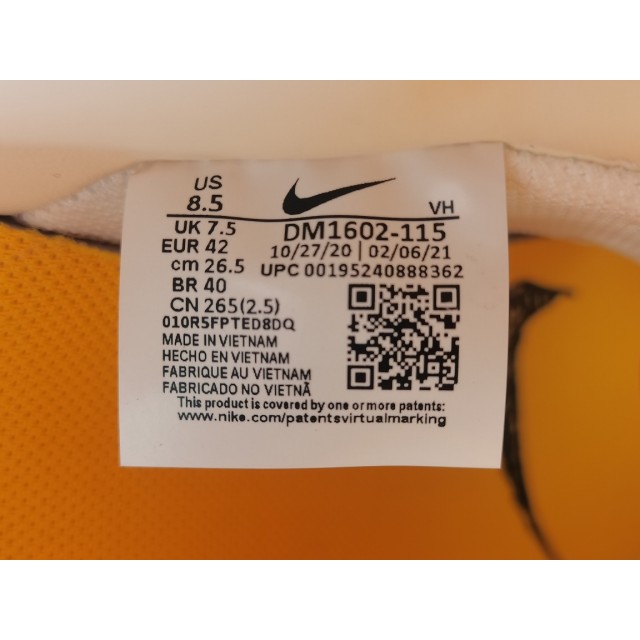 US
8.5
VH
UK 7.5
DM1602-115
EUR 42
10/27/20 | 02/06/21
cm 26.5
UPC 00195240888362
BR 40
CN 265(2.5)
010R5FPTED8DQ
MADE IN VIETNAM
HECHO EN VIETNAM
FABRIQUE AU VIETNAM
FABRICADO NO VIETNÃ
This product is covered by one or more patents:
www.nike.com/patentsvirtualmarking